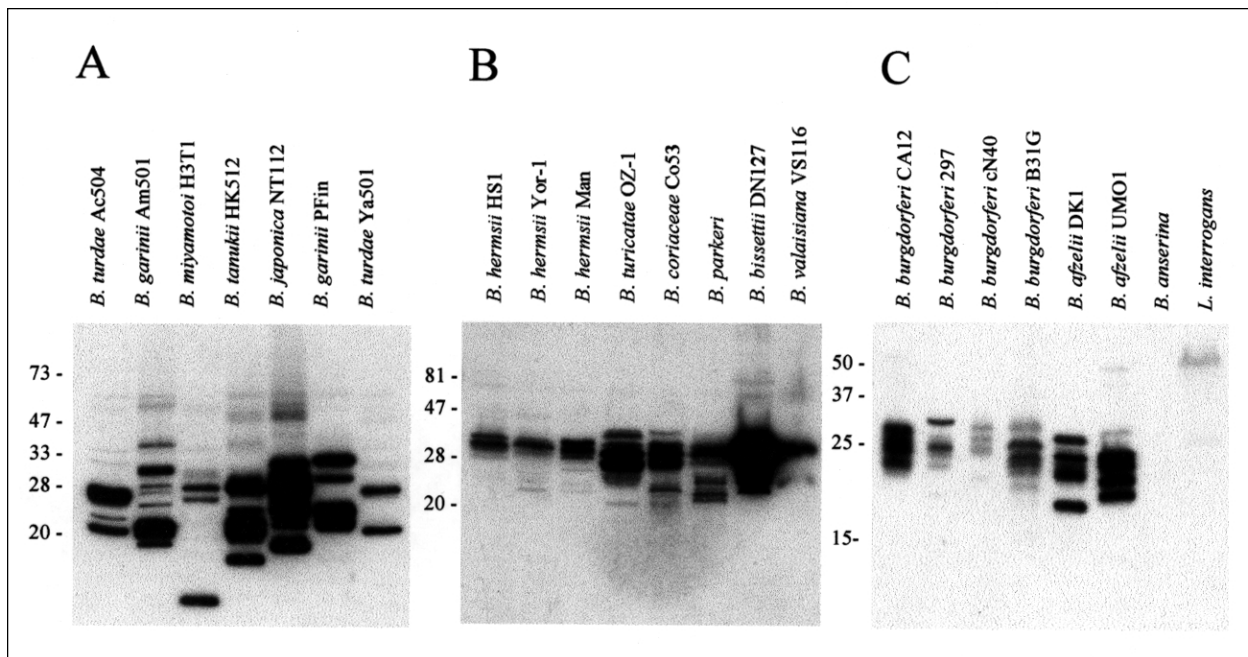 A
B
C
B. turdae Ac504
B. garinii Am501
B. miyamotoi H3T1
B. tanukii HK512
B. japonica NT112
B. garinii PFin
B. turdae Ya501
B. hermsii HS1
B. hermsii Yor-1
B. hermsii Man
B. turicatae OZ-1
B. coriaceae Co53
B. parkeri
B. bissettii DN127
B. valaisiana VS116
B. burgdorferi CA12
B. burgdorferi 297
B. burgdorferi cN40
B. burgdorferi B31G
B. afzelii DK1
B. afzelii UMO1
B. anserina
L. interrogans
73 -
47 -
33 -
28 -
20 -
81 -
47 -
28 -
20 -
50 -
37 -
25 -
15-